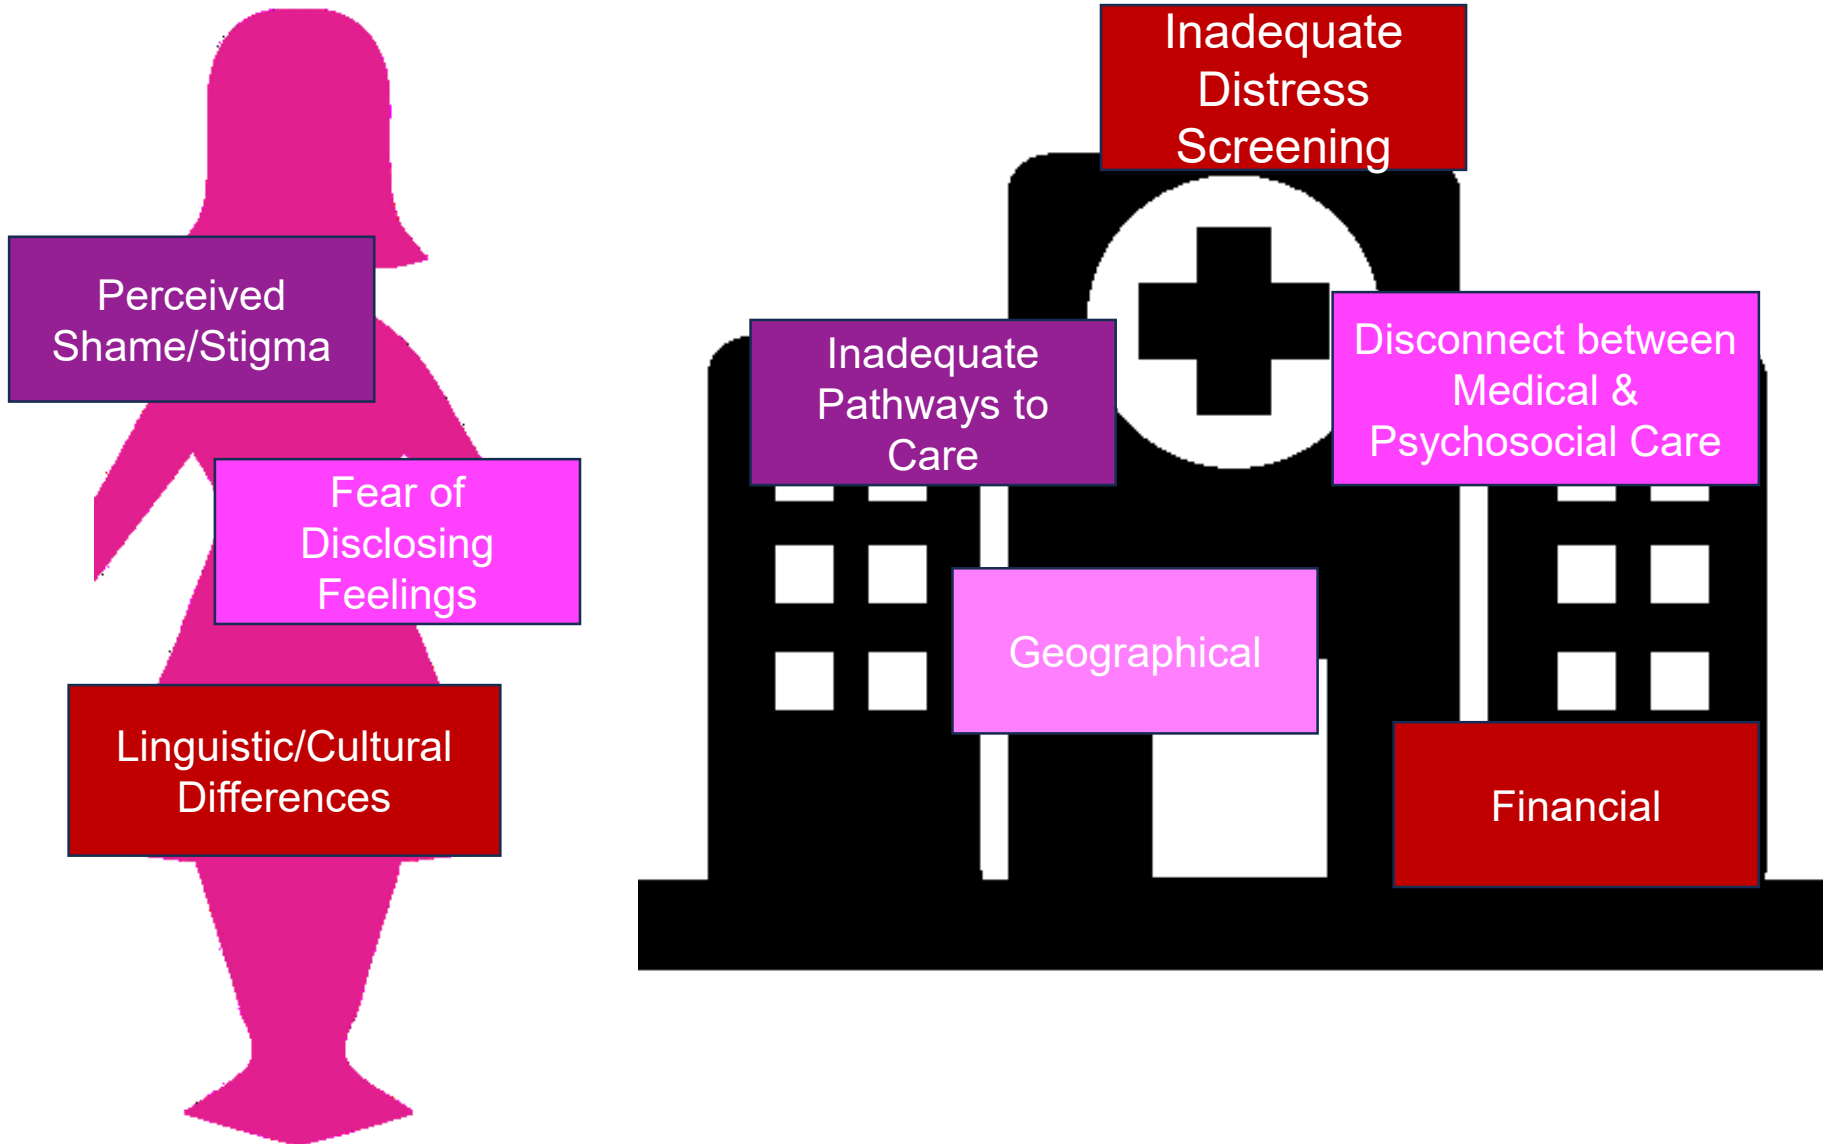 Perceived
Shame/Stigma
Fear of
Disclosing
Feelings
Linguistic/Cultural
Differences
Inadequate
Distress
Screening
Inadequate
Pathways to
Care
Disconnect between
Medical &
Psychosocial Care
Geographical
Financial